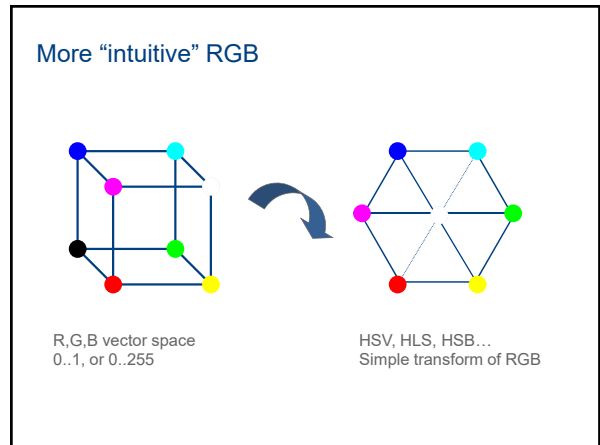 More “intuitive” RGB
R,G,B vector space
0..1, or 0..255
HSV, HLS, HSB…
Simple transform of RGB